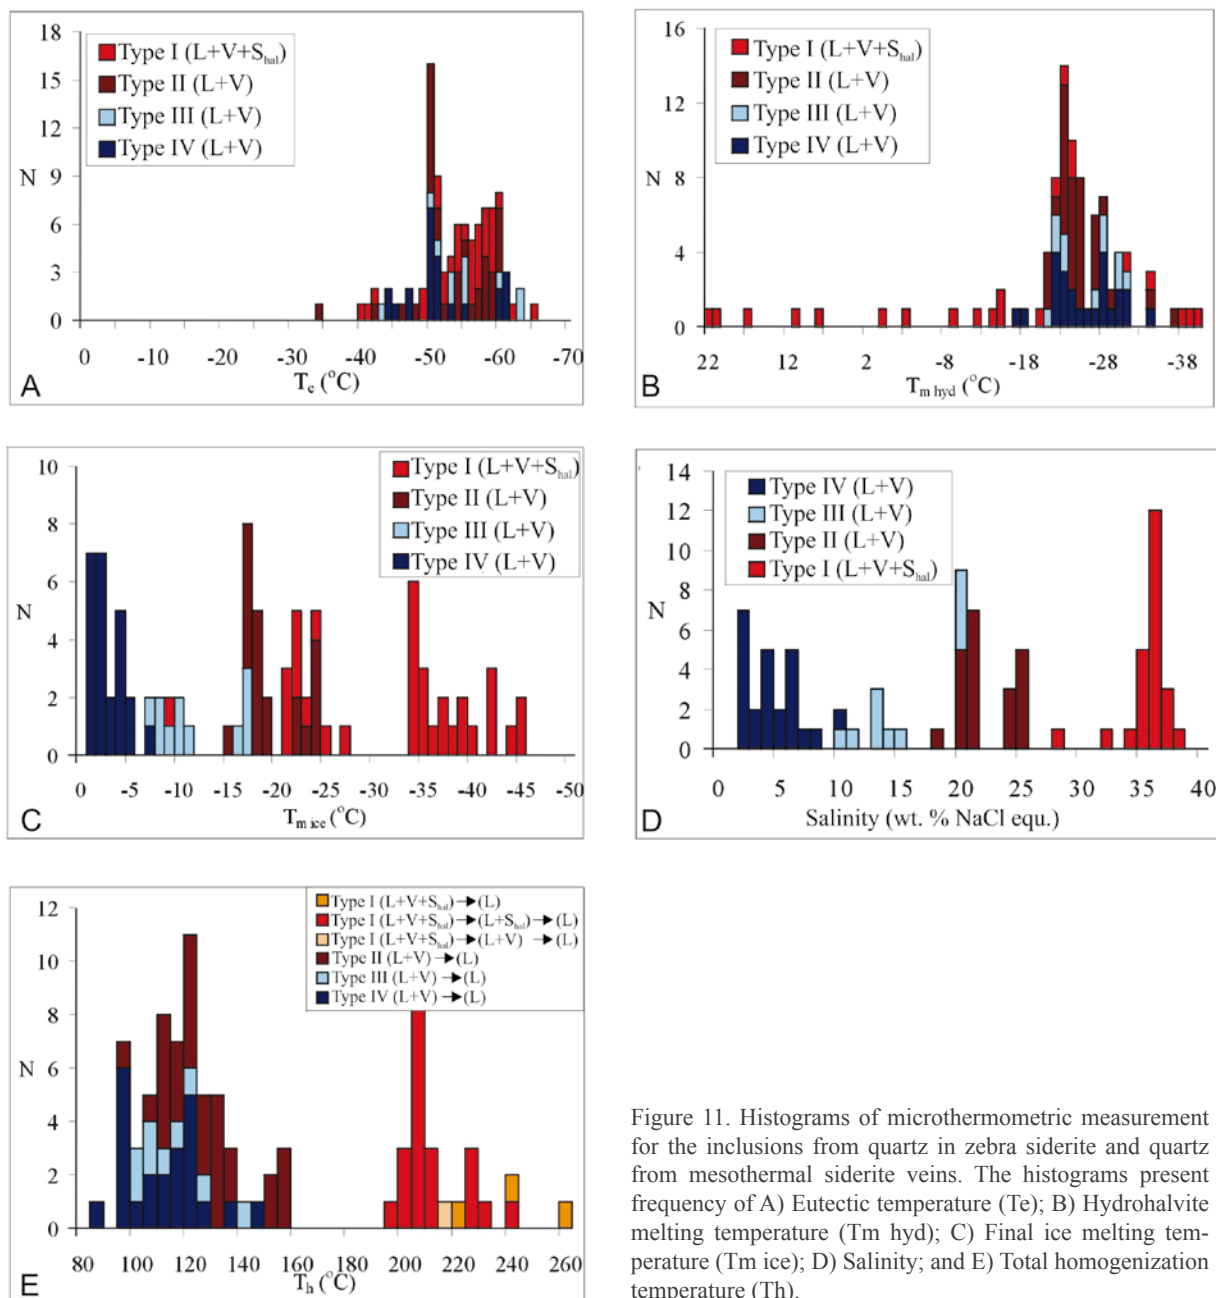 18
15
12
9
6
3
0
N
Type I (L+V+Shal)
Type II (L+V)
Type III (L+V)
Type IV (L+V)
0 -10 -20 -30 -40 -50 -60 -70
Te (°C)
A
16
12
8
4
0
N
Type I (L+V+Shal)
Type II (L+V)
Type III (L+V)
Type IV (L+V)
22 12 2 -8 -18 -28 -38
Tm hyd (°C)
B
10
8
6
4
2
0
N
Type I (L+V+Shal)
Type II (L+V)
Type III (L+V)
Type IV (L+V)
0 -5 -10 -15 -20 -25 -30 -35 -40 -45 -50
Tm ice (°C)
C
14
12
10
8
6
4
2
0
N
Type IV (L+V)
Type III (L+V)
Type II (L+V)
Type I (L+V+Shal)
0 5 10 15 20 25 30 35 40
Salinity (wt. % NaCl equ.)
D
12
10
8
6
4
2
0
N
Type I (L+V+Shal)→(L)
Type I (L+V+Shal)→(L+Shal)→(L)
Type I (L+V+Shal)→(L+V) →(L)
Type II (L+V)→(L)
Type III (L+V)→(L)
Type IV (L+V)→(L)
80 100 120 140 160 200 220 240 260
Th (°C)
E
Figure 11. Histograms of microthermometric measurement
for the inclusions from quartz in zebra siderite and quartz
from mesothermal siderite veins. The histograms present
frequency of A) Eutectic temperature (Te); B) Hydrohalvite
melting temperature (Tm hyd); C) Final ice melting tem-
perature (Tm ice); D) Salinity; and E) Total homogenization
temperature (Th).